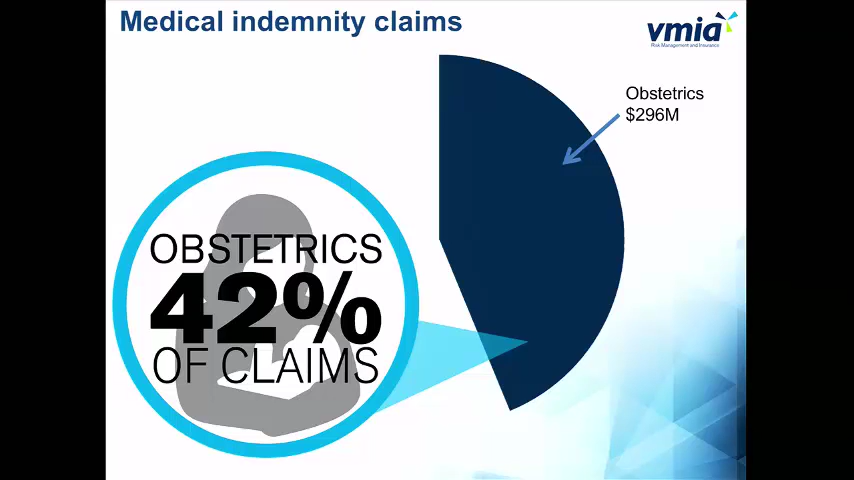 Medical indemnity claims
vmia
Risk Management and Insurance
Obstetrics
$296M
OBSTETRICS
42%
OF CLAIMS